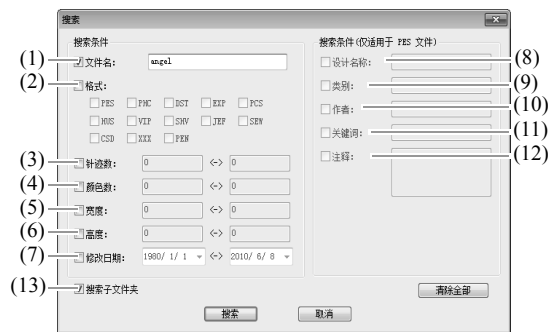 搜索
搜索条件
搜索条件(仅适用于 PES 文件)
(1) 文件名: angel
(8) 设计名称:
(2) 格式:
(9) 类别:
PES PHC DST EXP PCS
(10) 作者:
HUS VIP SHV JEF SEW
(11) 关键词:
CSD XXX PEN
(12) 注释:
(3) 针迹数: 0 <-> 0
(4) 颜色数: 0 <-> 0
(5) 宽度: 0 <-> 0
(6) 高度: 0 <-> 0
(7) 修改日期: 1980/ 1/ 1 <-> 2010/ 6/ 8
(13) 搜索子文件夹
清除全部
搜索 取消